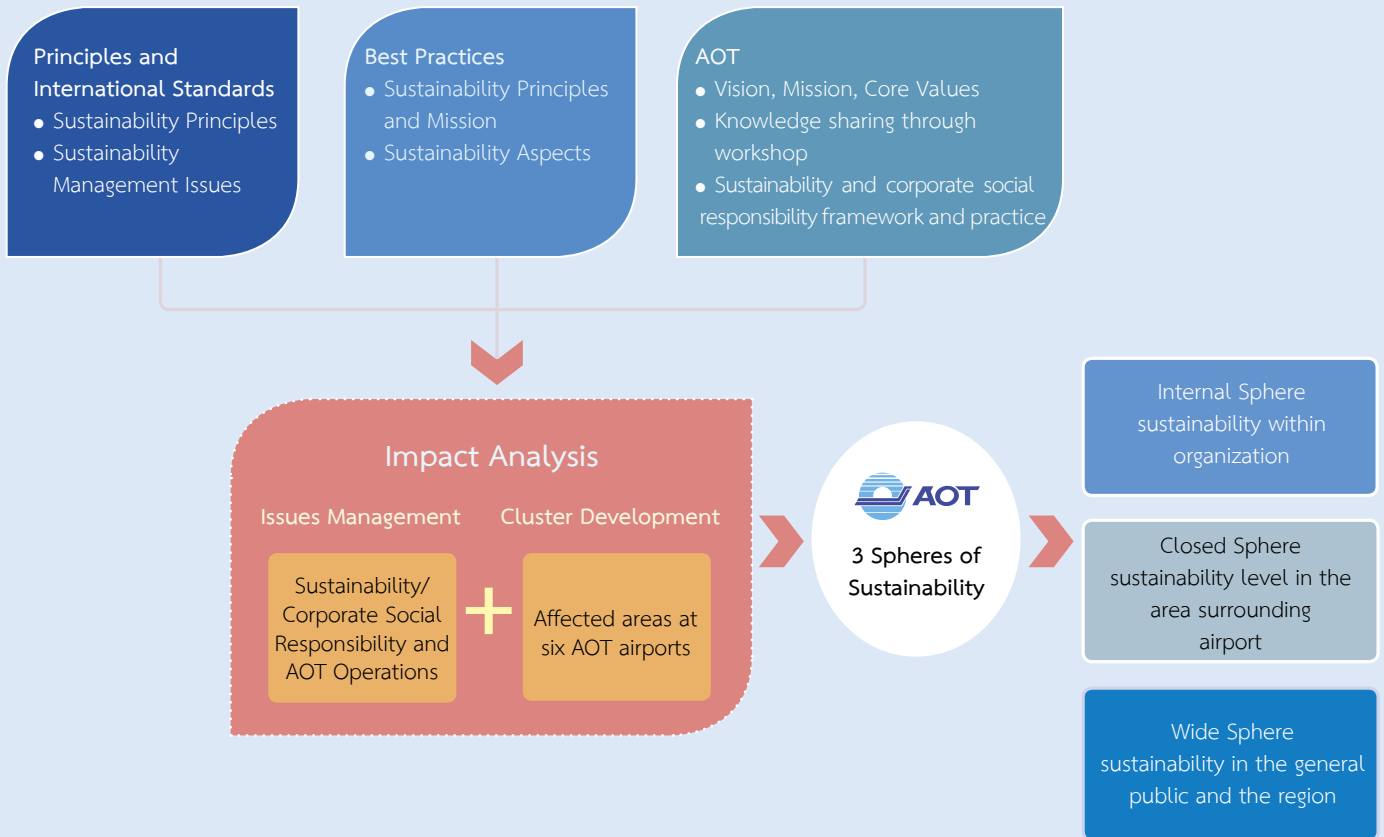 Principles and
International Standards
● Sustainability Principles
● Sustainability
Management Issues
Best Practices
● Sustainability Principles
and Mission
● Sustainability Aspects
AOT
● Vision, Mission, Core Values
● Knowledge sharing through
workshop
● Sustainability and corporate social
responsibility framework and practice
Impact Analysis
Issues Management
Sustainability/
Corporate Social
Responsibility and
AOT Operations
+
Cluster Development
Affected areas at
six AOT airports
AOT
3 Spheres of
Sustainability
Internal Sphere
sustainability within
organization
Closed Sphere
sustainability level in the
area surrounding
airport
Wide Sphere
sustainability in the general
public and the region